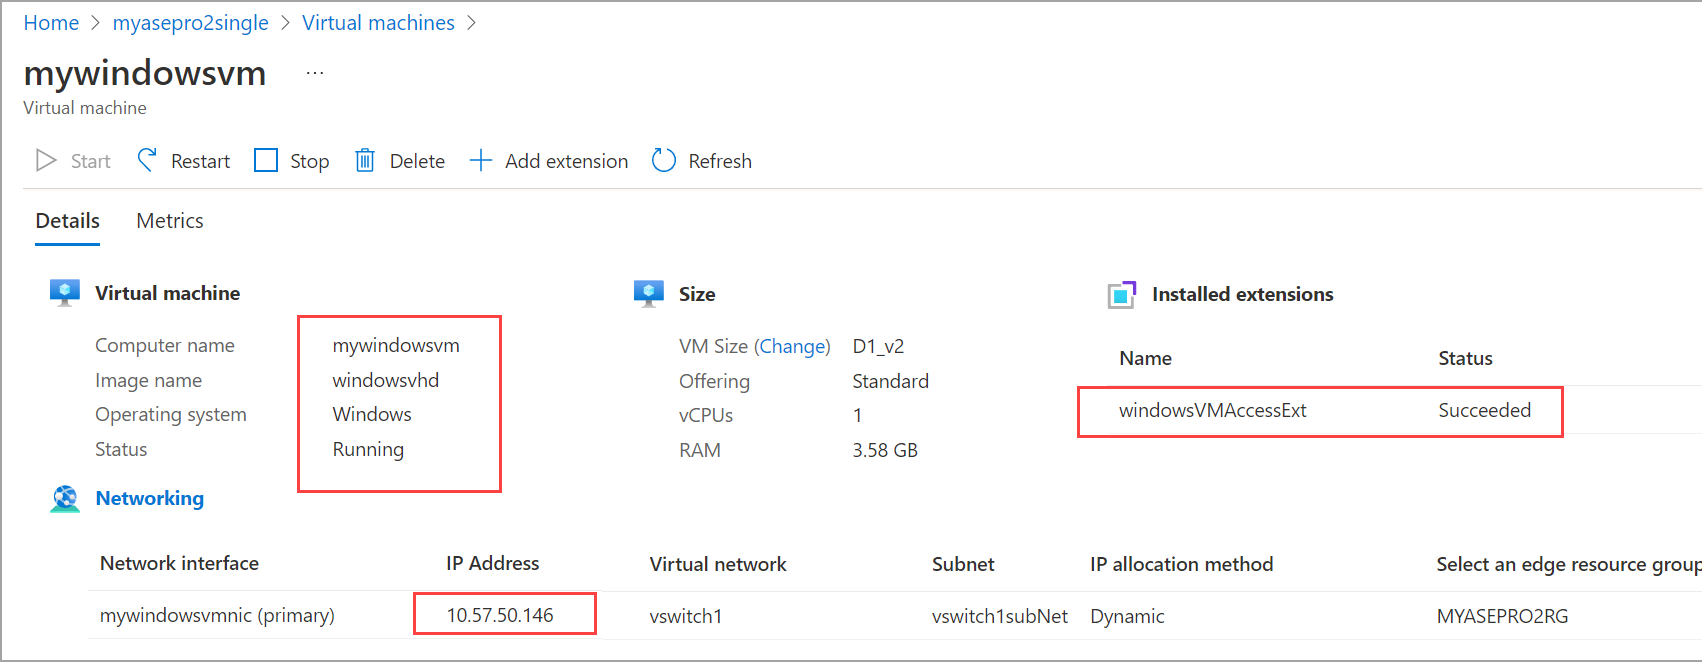 Home > myasepro2single > Virtual machines >
mywindowsvm ...
Virtual machine
Start Restart Stop Delete Add extension Refresh
Details Metrics
Virtual machine
Computer name mywindowsvm
Image name windowsvhd
Operating system Windows
Status Running
Size
VM Size (Change) D1_v2
Offering Standard
vCPUs 1
RAM 3.58 GB
Installed extensions
Name Status
windowsVMAccessExt Succeeded
Networking
Network interface IP Address Virtual network Subnet IP allocation method Select an edge resource group
mywindowsvmnic (primary) 10.57.50.146 vswitch1 vswitch1subNet Dynamic MYASEPRO2RG